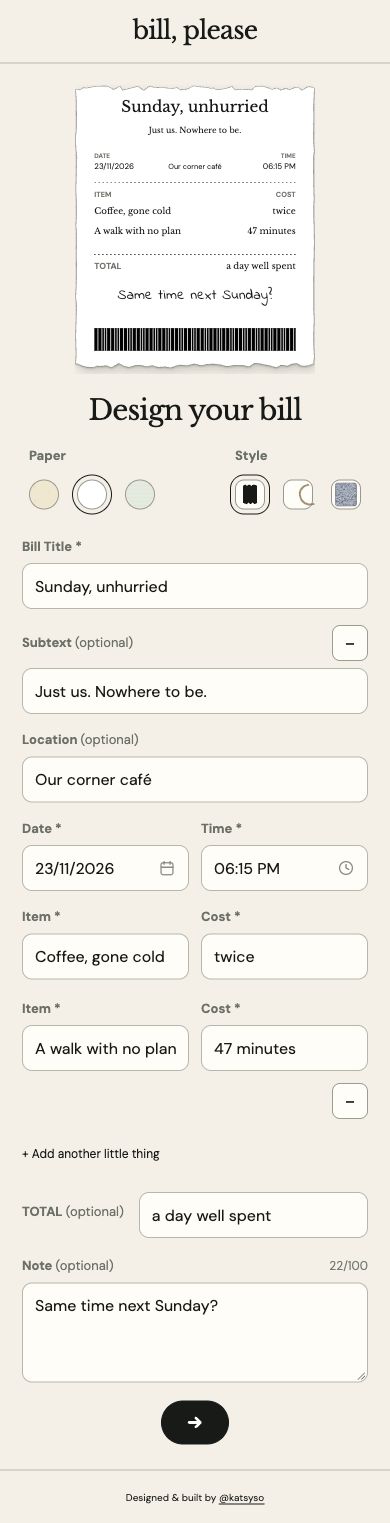 bill, please
Sunday, unhurried
Just us. Nowhere to be.
DATE TIME
23/11/2026 Our corner café 06:15 PM
ITEM COST
Coffee, gone cold twice
A walk with no plan 47 minutes
TOTAL a day well spent
Same time next Sunday?
Design your bill
Paper Style
Bill Title *
Sunday, unhurried
Subtext (optional) –
Just us. Nowhere to be.
Location (optional)
Our corner café
Date * Time *
23/11/2026 06:15 PM
Item * Cost *
Coffee, gone cold twice
Item * Cost *
A walk with no plan 47 minutes
–
+ Add another little thing
TOTAL (optional) a day well spent
Note (optional) 22/100
Same time next Sunday?
Designed & built by @katsyso